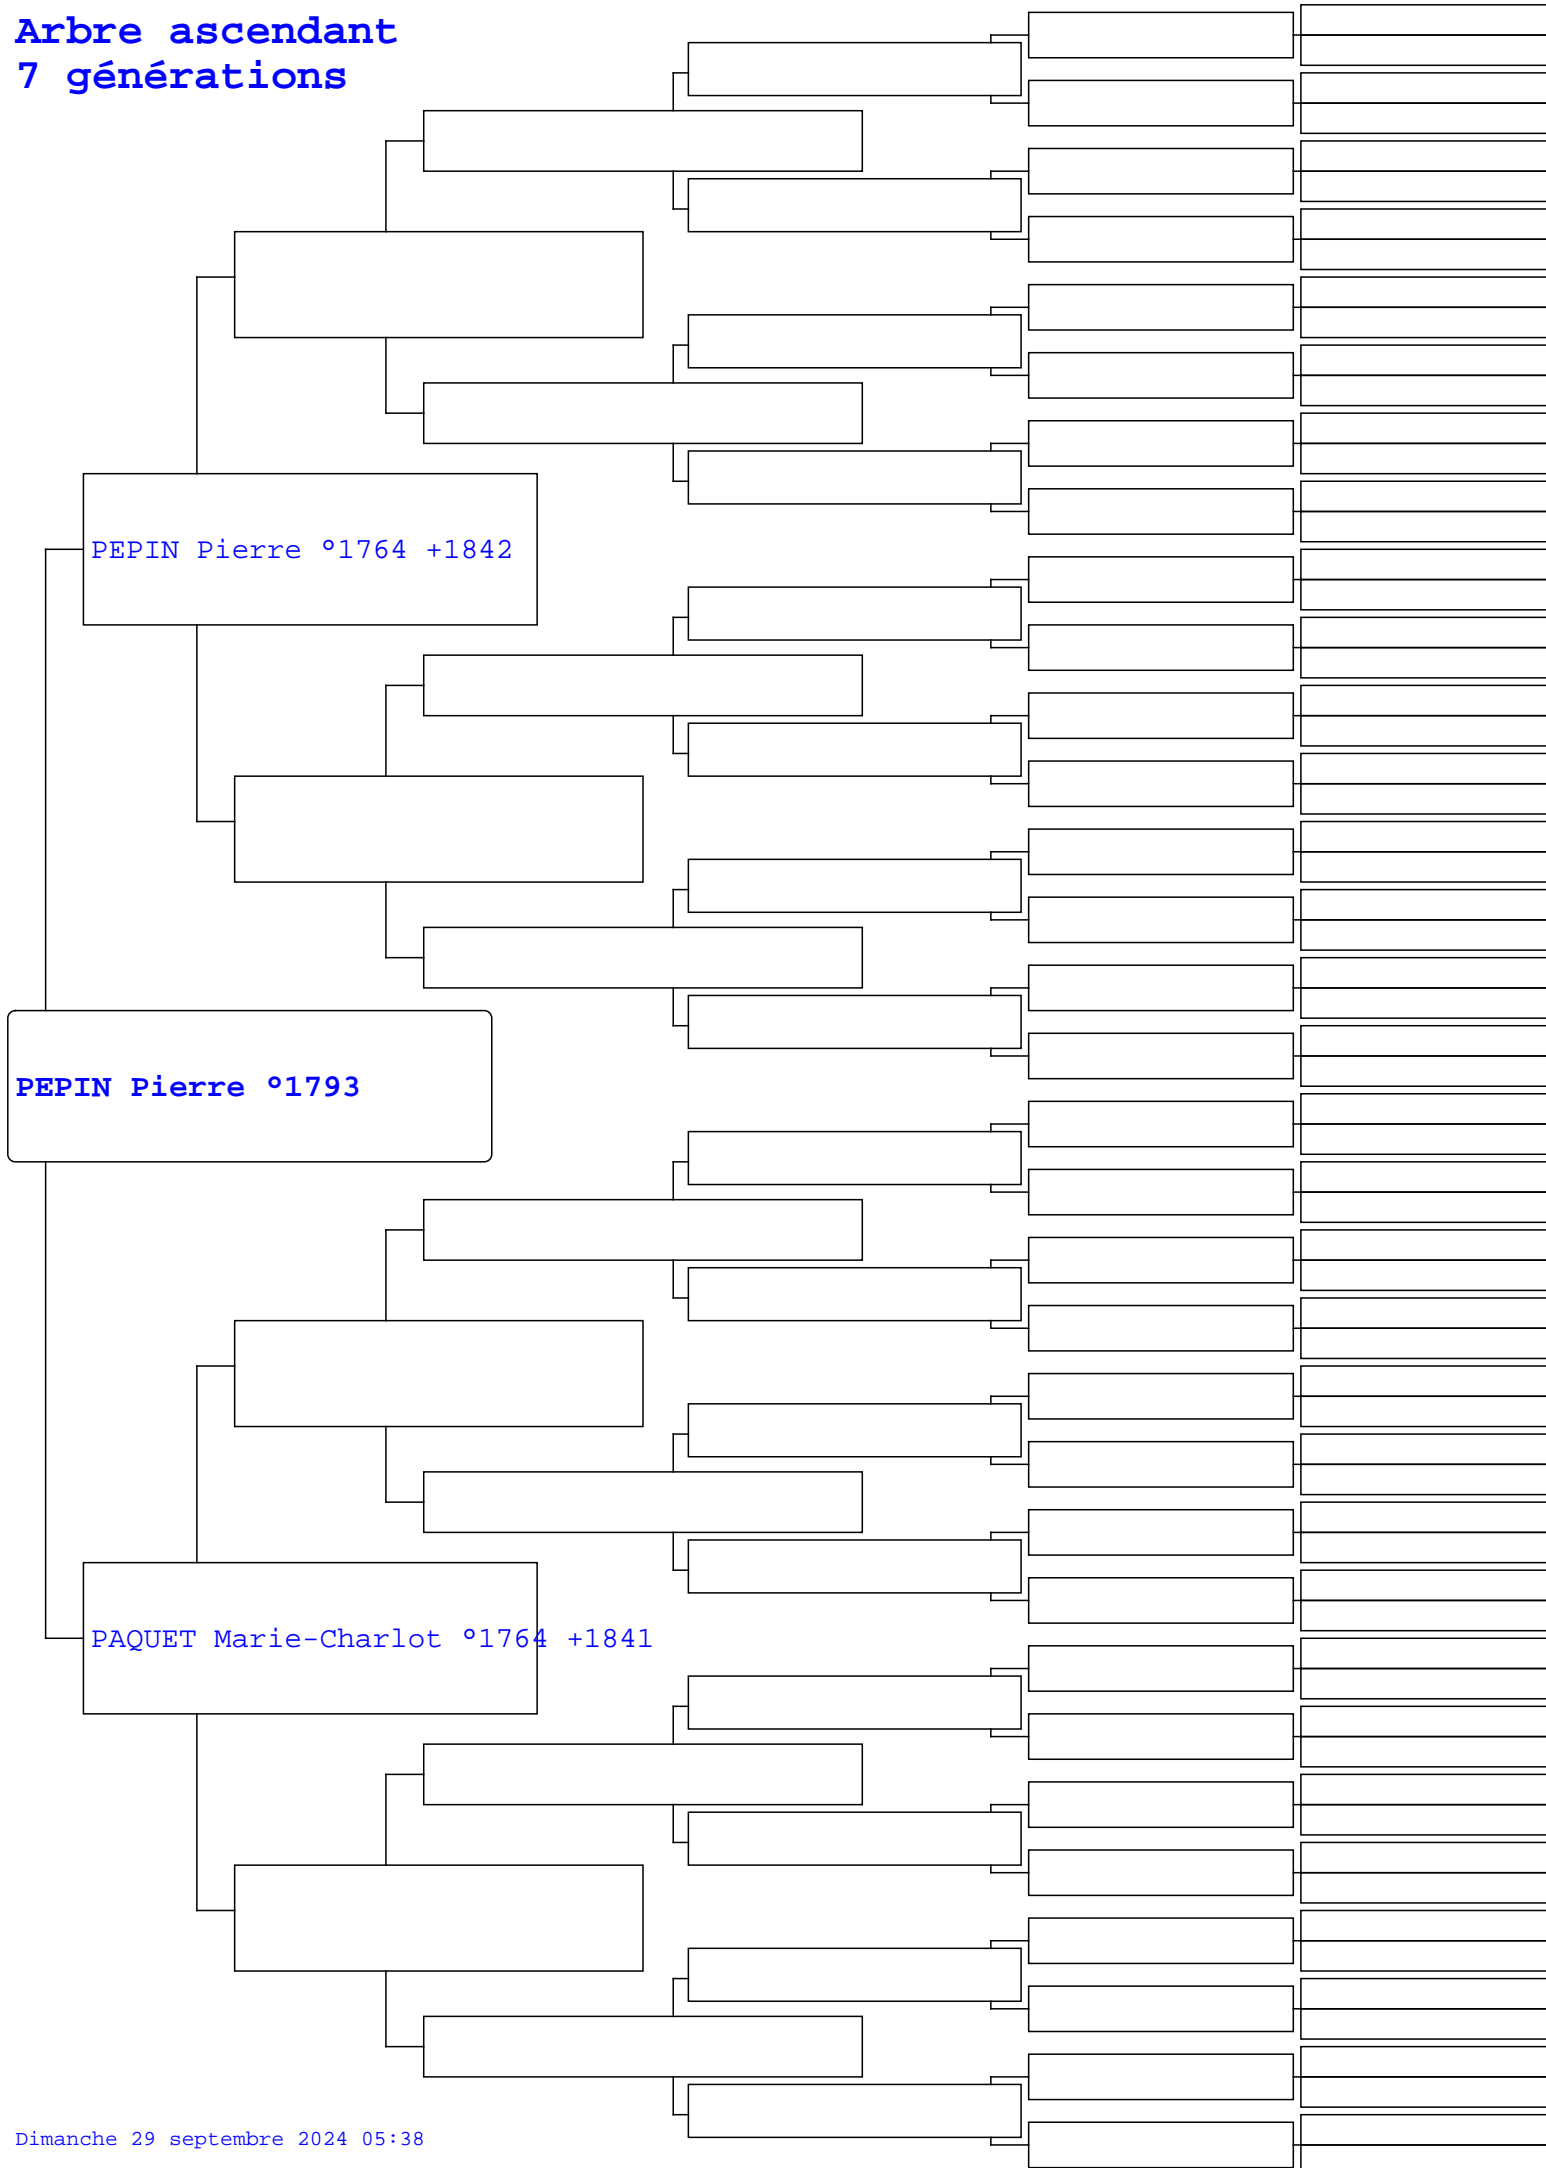 Arbre ascendant
7 générations
PEPIN Pierre °1764 +1842
PEPIN Pierre °1793
PAQUET Marie-Charlot °1764 +1841
Dimanche 29 septembre 2024 05:38